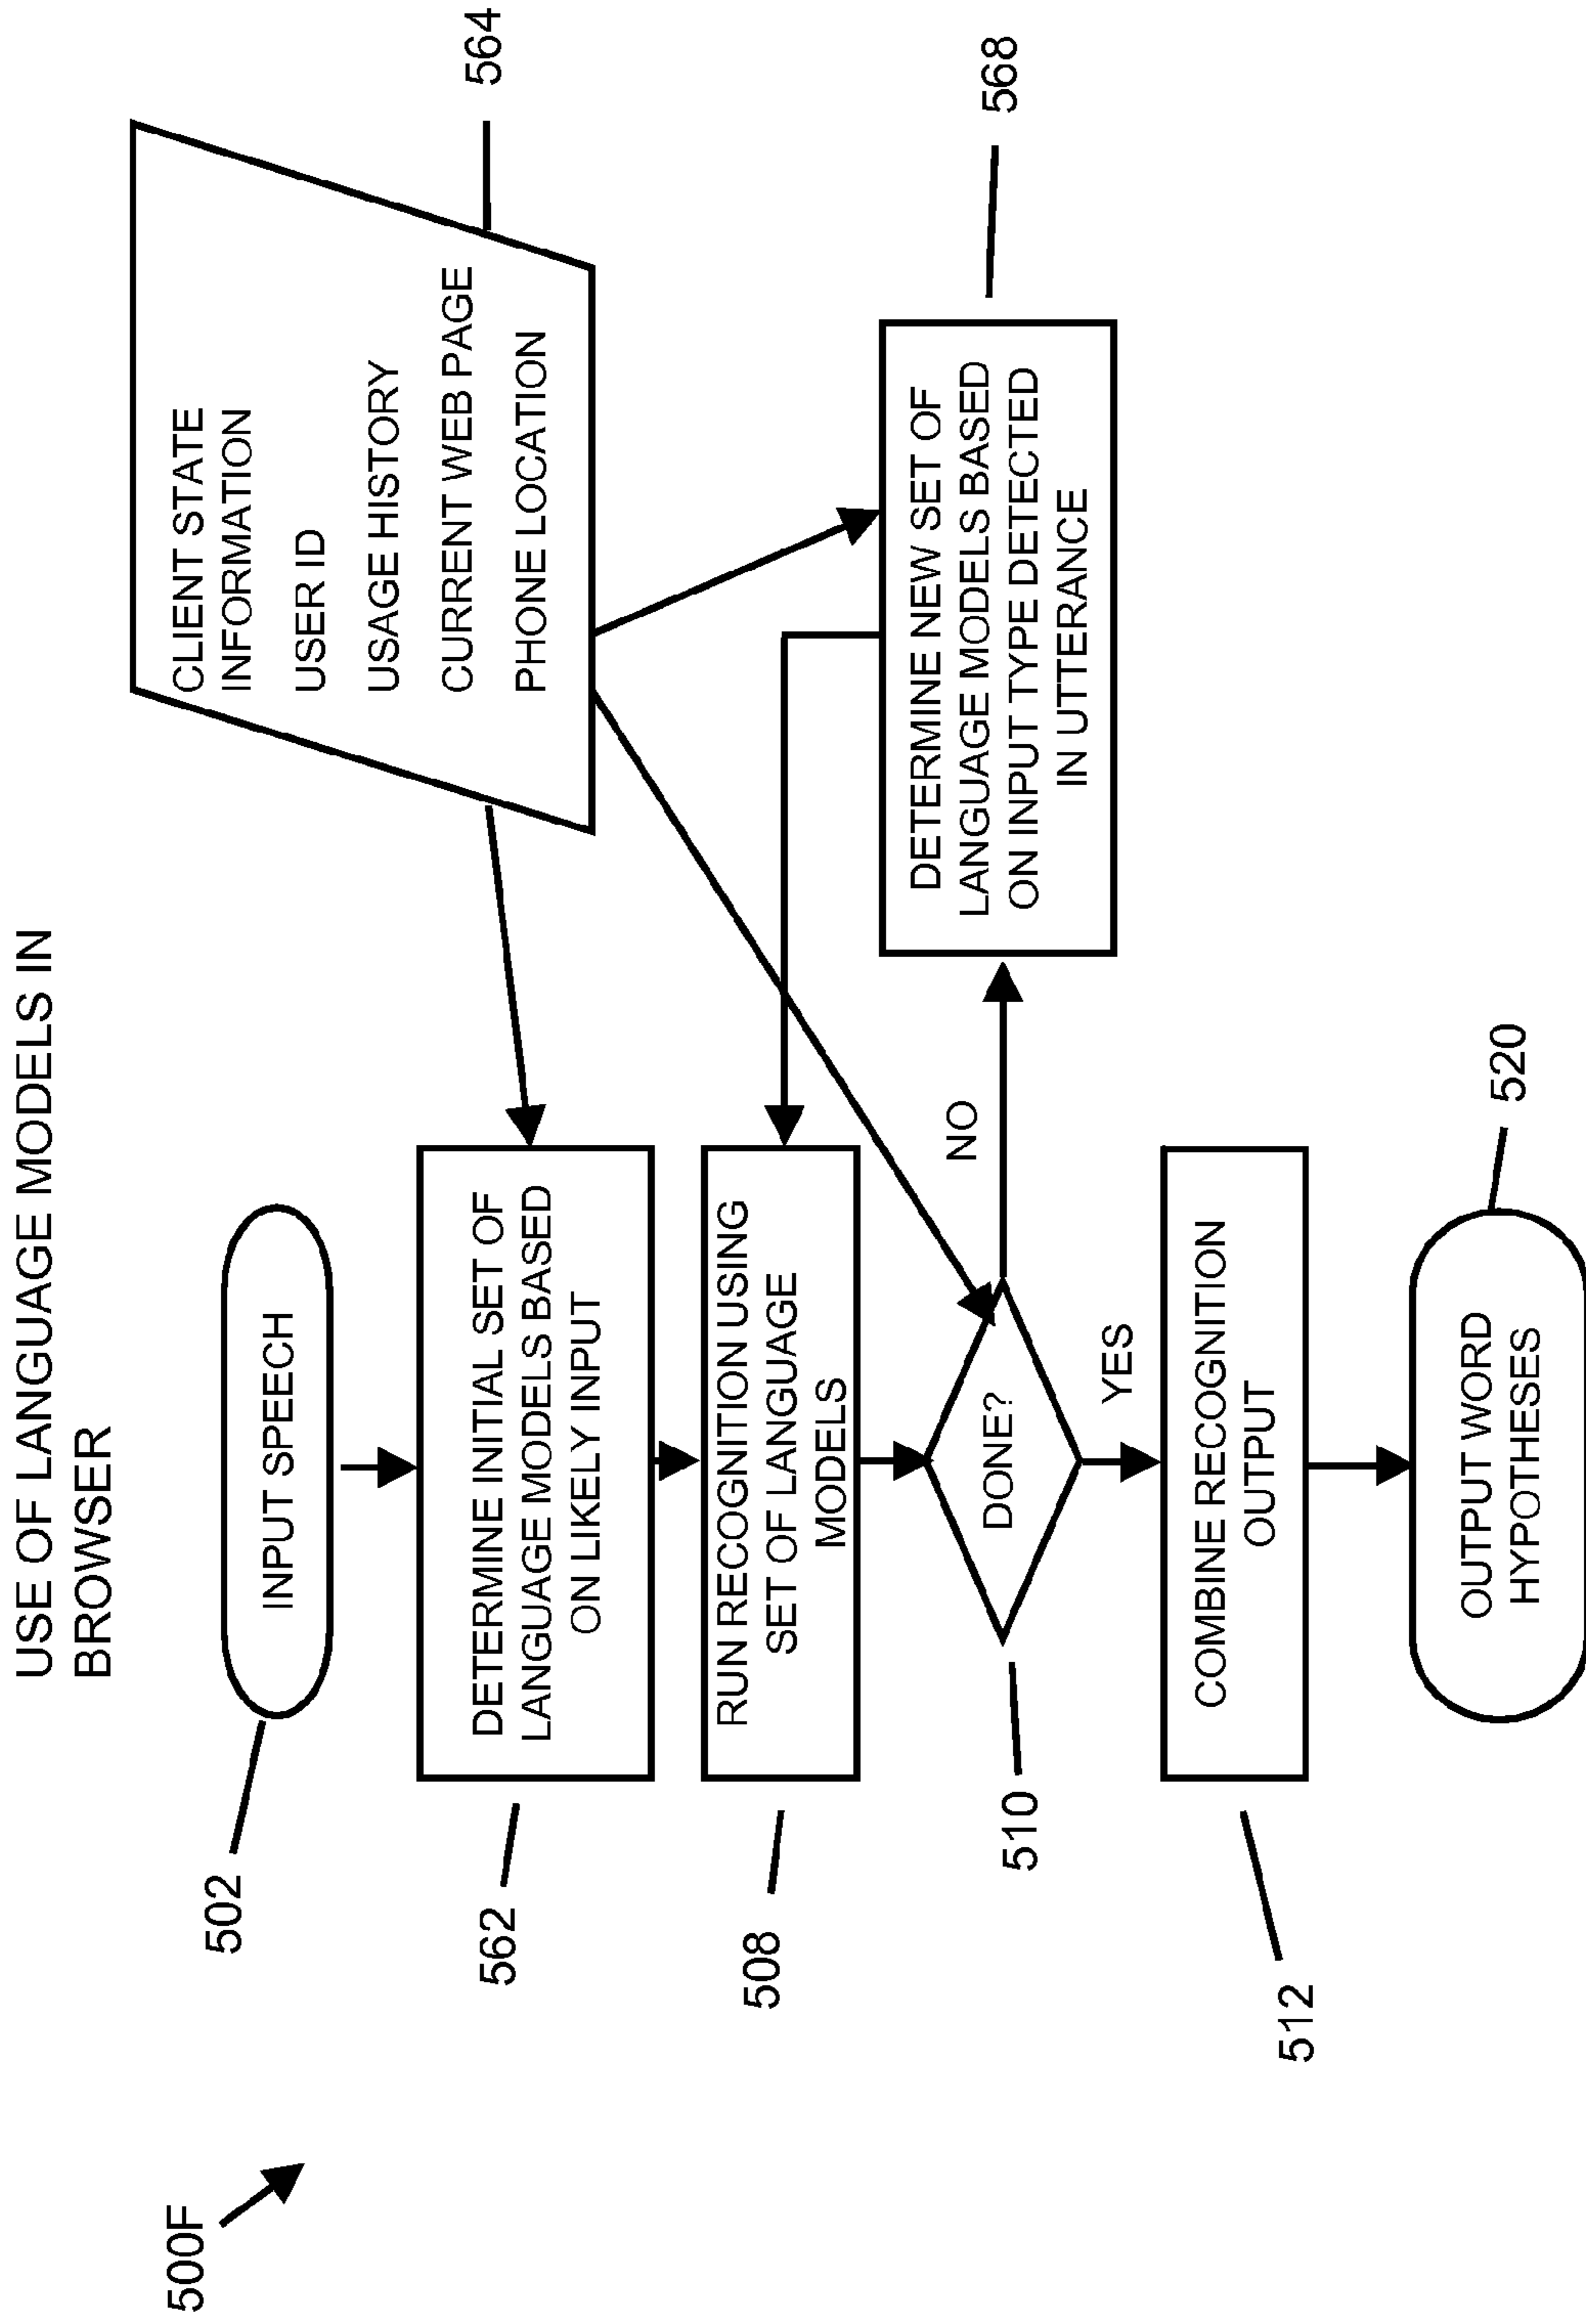 USE OF LANGUAGE MODELS IN
BROWSER
500F
502
INPUT SPEECH
CLIENT STATE
INFORMATION
USER ID
USAGE HISTORY
CURRENT WEB PAGE
PHONE LOCATION
564
562
DETERMINE INITIAL SET OF
LANGUAGE MODELS BASED
ON LIKELY INPUT
508
RUN RECOGNITION USING
SET OF LANGUAGE
MODELS
510
DONE?
NO
DETERMINE NEW SET OF
LANGUAGE MODELS BASED
ON INPUT TYPE DETECTED
IN UTTERANCE
568
YES
512
COMBINE RECOGNITION
OUTPUT
OUTPUT WORD
HYPOTHESES
520